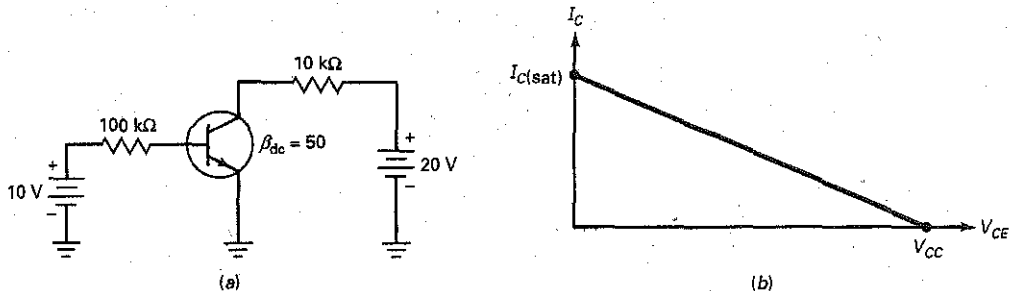 10 kΩ
100 kΩ
β_dc = 50
+
10 V
−
+
20 V
−
(a)
I_C
I_C(sat)
V_CC
V_CE
(b)